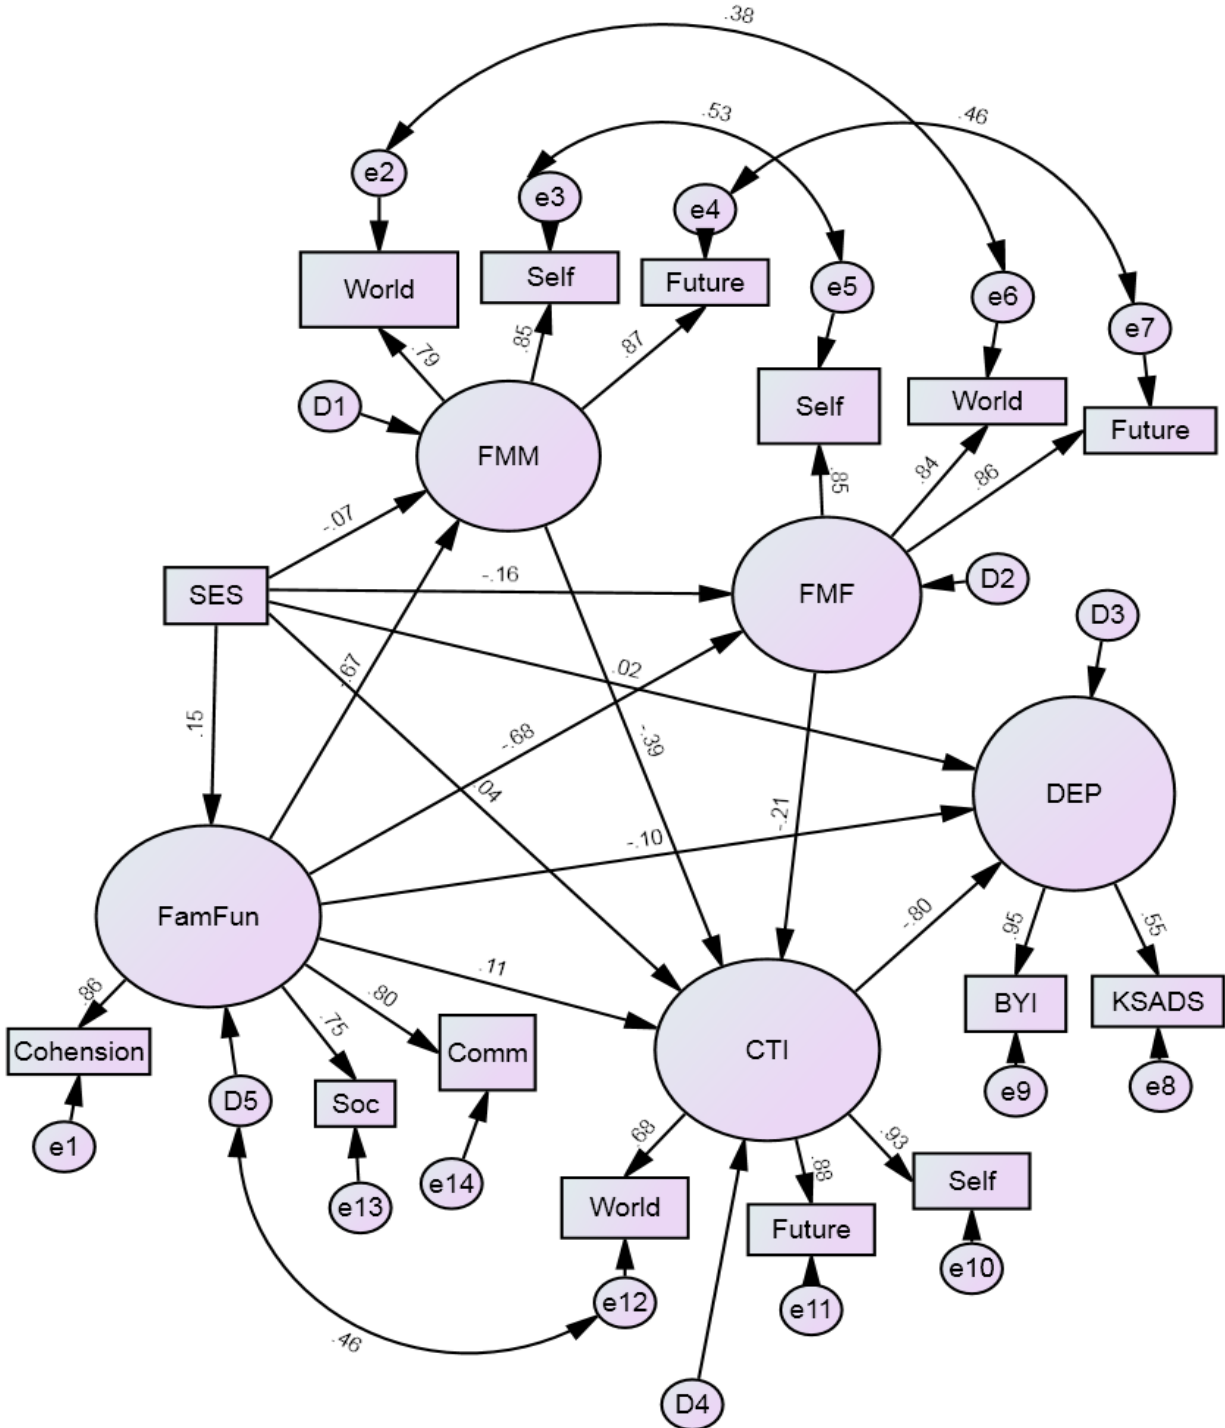 .38
.53
.46
e2
e3
e4
e5
e6
e7
World
Self
Future
.79
.85
.87
Self
World
Future
D1
FMM
.85
.84
.86
-.07
SES
-.16
FMF
D2
D3
.15
-.67
-.68
.02
-.39
.04
-.21
-.10
DEP
FamFun
.11
-.80
.95
.55
.86
.75
.80
BYI
KSADS
Cohension
Soc
Comm
CTI
e9
e8
D5
e1
e13
e14
.68
.88
.93
World
Future
Self
e12
e11
e10
.46
D4